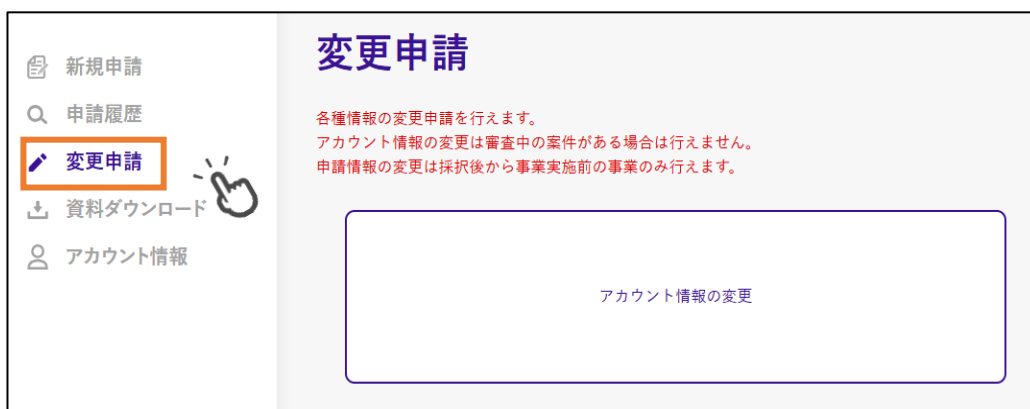 新規申請
申請履歴
変更申請
資料ダウンロード
アカウント情報
変更申請
各種情報の変更申請を行えます。
アカウント情報の変更は審査中の案件がある場合は行えません。
申請情報の変更は採択後から事業実施前の事業のみ行えます。
アカウント情報の変更